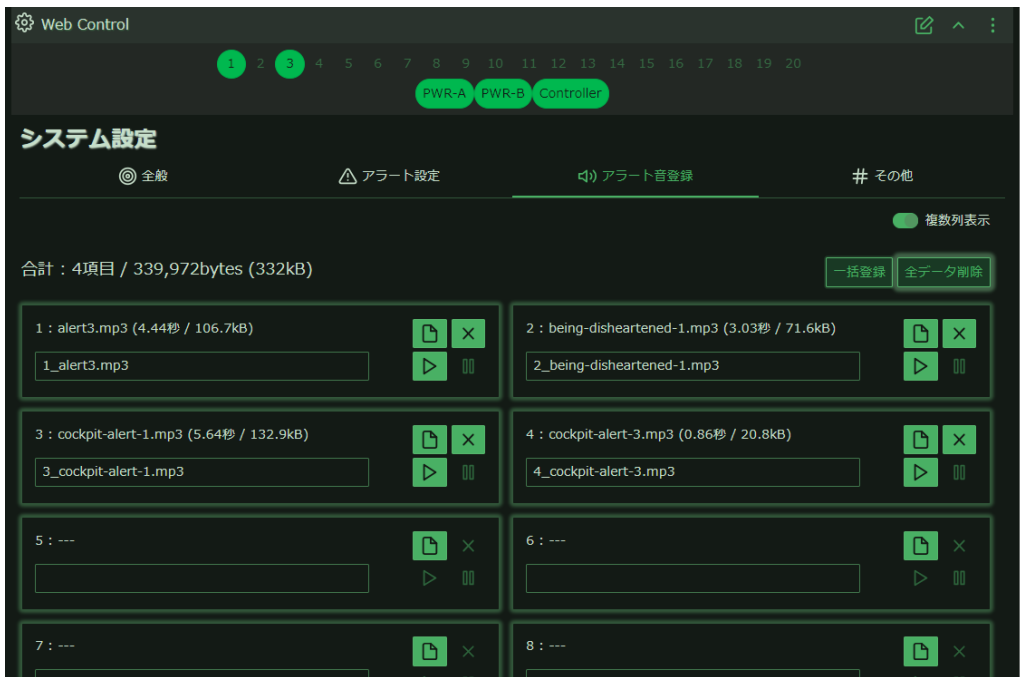 Web Control
1 2 3 4 5 6 7 8 9 10 11 12 13 14 15 16 17 18 19 20
PWR-A PWR-B Controller
システム設定
全般 アラート設定 アラート音登録 その他
複数列表示
合計：4項目 / 339,972bytes (332kB) 一括登録 全データ削除
1：alert3.mp3 (4.44秒 / 106.7kB)
1_alert3.mp3
2：being-disheartened-1.mp3 (3.03秒 / 71.6kB)
2_being-disheartened-1.mp3
3：cockpit-alert-1.mp3 (5.64秒 / 132.9kB)
3_cockpit-alert-1.mp3
4：cockpit-alert-3.mp3 (0.86秒 / 20.8kB)
4_cockpit-alert-3.mp3
5：---
6：---
7：---
8：---